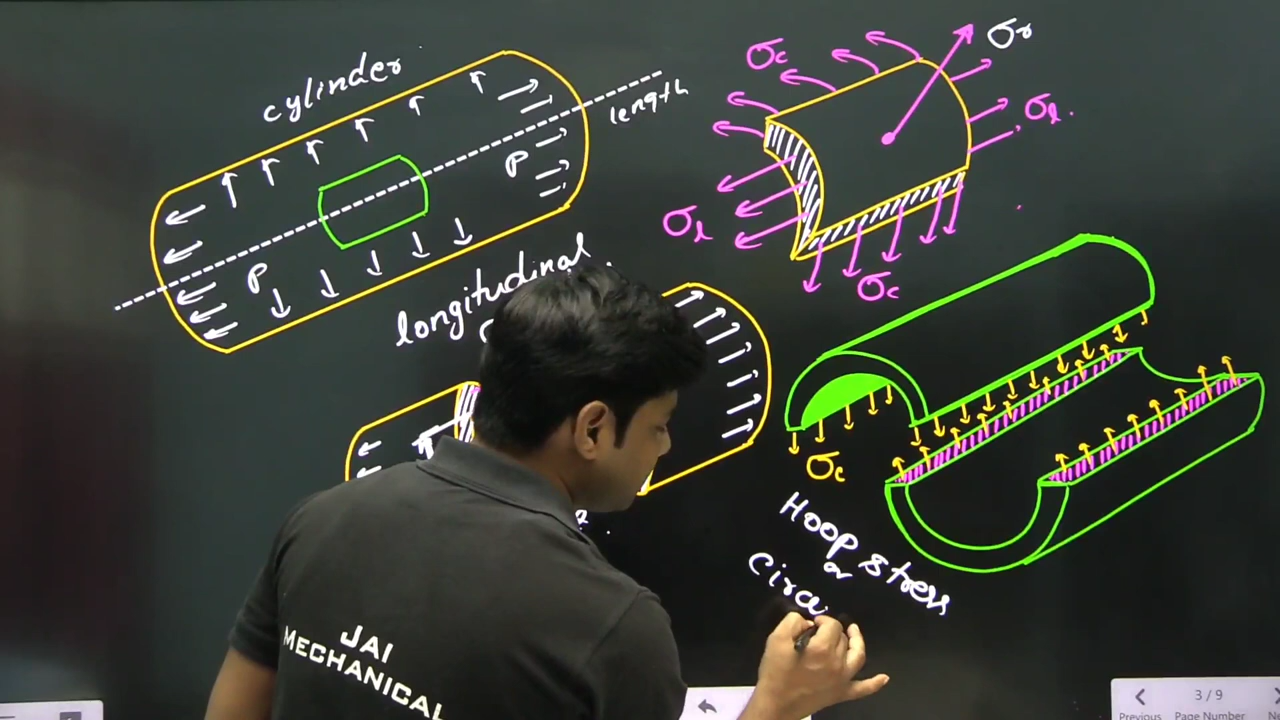 cylinder
length
P
P
σc
σr
σl.
σl
σc
longitudinal
σc
Hoop stress
or
Circu
JAI
MECHANICAL
3 / 9
Previous
Page Number